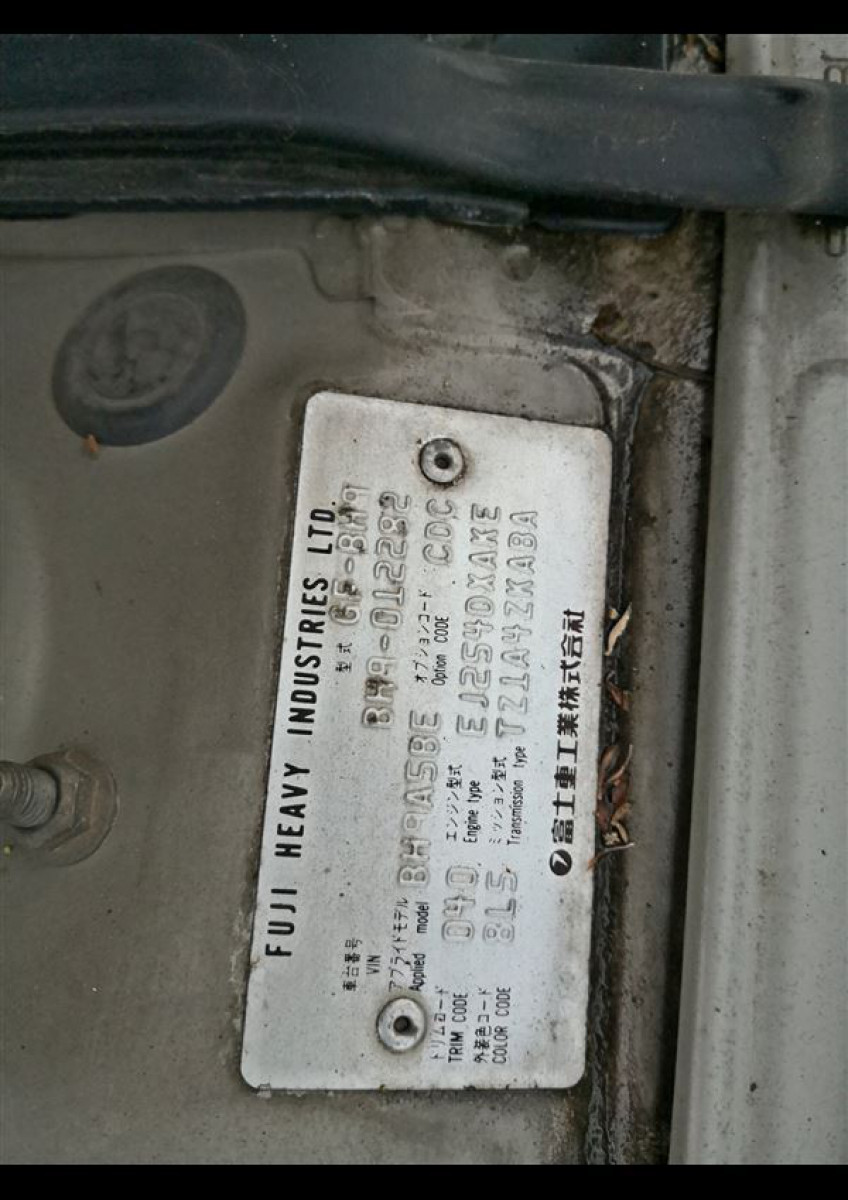 FUJI HEAVY INDUSTRIES LTD.
型式 GF-BH9
車台番号 VIN BH9-012282
アプライドモデル Applied model BH9A5BE オプションコード Option CODE CDC
トリムコード TRIM CODE 040 エンジン型式 Engine type EJ254DXAKE
外装色コード COLOR CODE 8L5 ミッション型式 Transmission type TZ1A4ZKABA
富士重工業株式会社